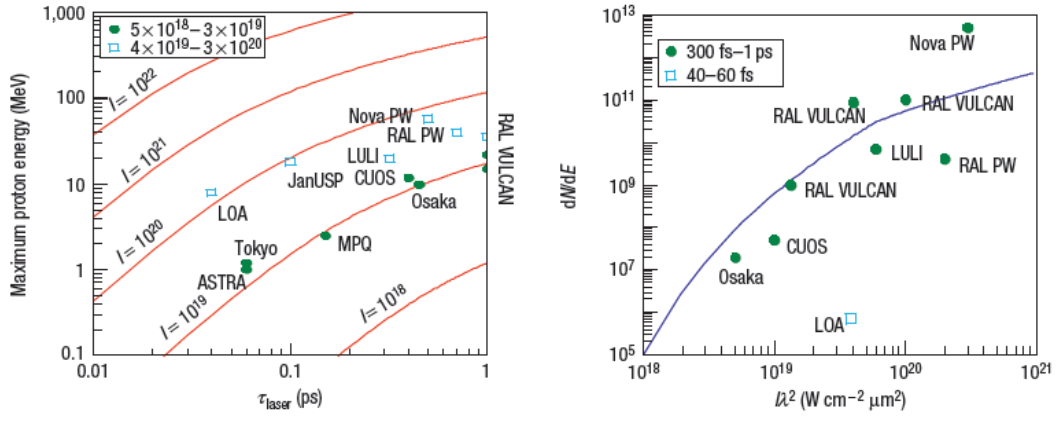 5×10¹⁸–3×10¹⁹
4×10¹⁹–3×10²⁰
Maximum proton energy (MeV)
1,000
100
10
1
0.1
I = 10²²
I = 10²¹
I = 10²⁰
I = 10¹⁹
I = 10¹⁸
Nova PW
RAL PW
LULI
JanUSP
CUOS
LOA
Osaka
Tokyo
MPQ
ASTRA
RAL VULCAN
0.01
0.1
1
τlaser (ps)
dN/dE
10¹³
10¹¹
10⁹
10⁷
10⁵
300 fs–1 ps
40–60 fs
Nova PW
RAL VULCAN
RAL VULCAN
LULI
RAL PW
RAL VULCAN
CUOS
Osaka
LOA
10¹⁸
10¹⁹
10²⁰
10²¹
Iλ² (W cm⁻² μm²)